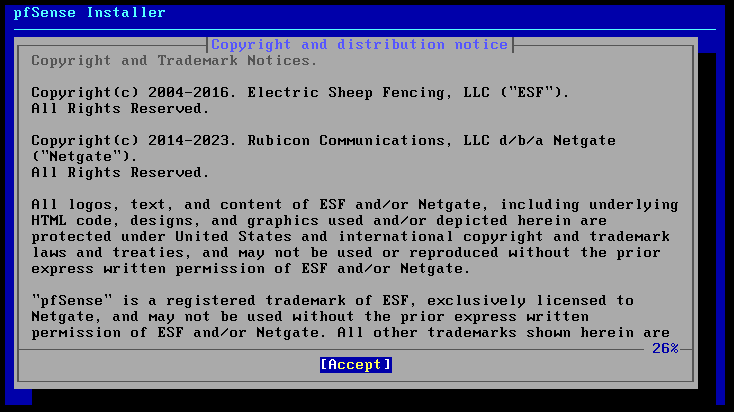 pfSense Installer
Copyright and distribution notice
Copyright and Trademark Notices.
Copyright(c) 2004-2016. Electric Sheep Fencing, LLC ("ESF").
All Rights Reserved.
Copyright(c) 2014-2023. Rubicon Communications, LLC d/b/a Netgate
("Netgate").
All Rights Reserved.
All logos, text, and content of ESF and/or Netgate, including underlying
HTML code, designs, and graphics used and/or depicted herein are
protected under United States and international copyright and trademark
laws and treaties, and may not be used or reproduced without the prior
express written permission of ESF and/or Netgate.
"pfSense" is a registered trademark of ESF, exclusively licensed to
Netgate, and may not be used without the prior express written
permission of ESF and/or Netgate. All other trademarks shown herein are
26%
[Accept]